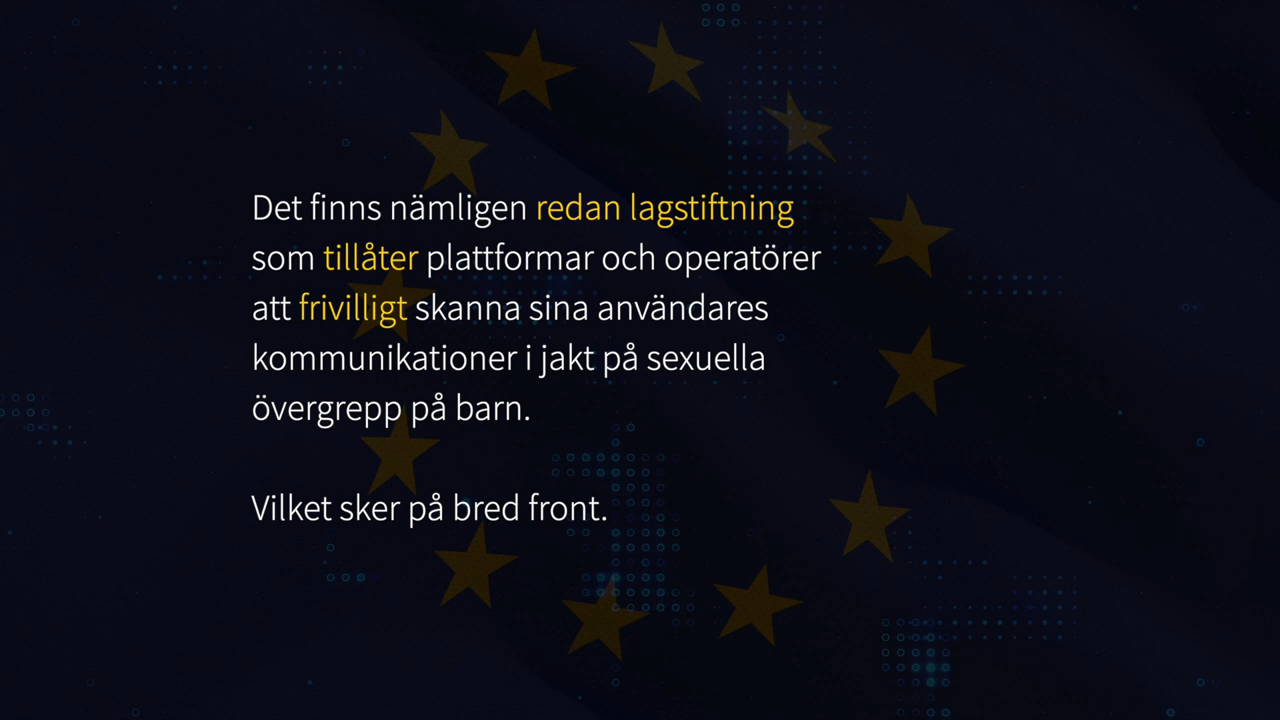 Det finns nämligen redan lagstiftning
som tillåter plattformar och operatörer
att frivilligt skanna sina användares
kommunikationer i jakt på sexuella
övergrepp på barn.
Vilket sker på bred front.